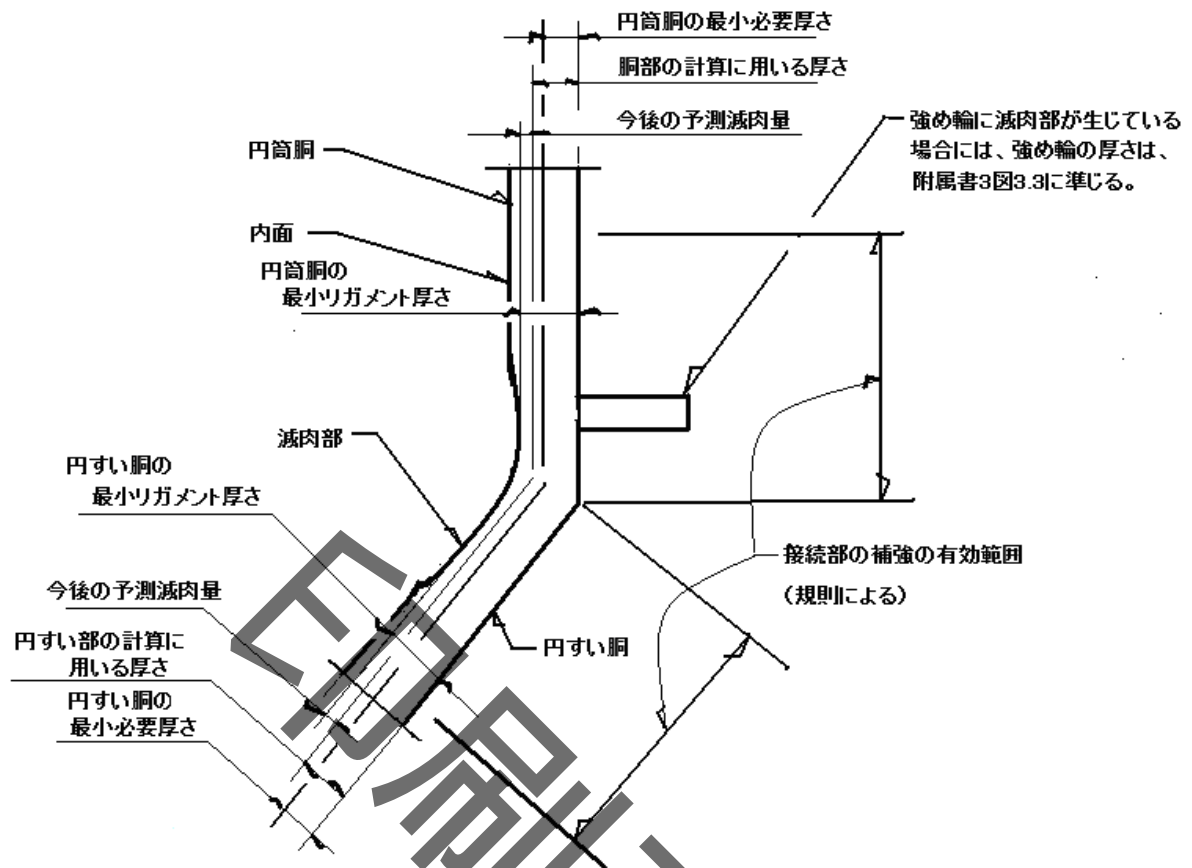 円筒胴の最小必要厚さ
胴部の計算に用いる厚さ
今後の予測減肉量
強め輪に減肉部が生じている
場合には、強め輪の厚さは、
附属書3図3.3に準じる。
円筒胴
内面
円筒胴の
最小リガメント厚さ
減肉部
円すい胴の
最小リガメント厚さ
接続部の補強の有効範囲
(規則による)
今後の予測減肉量
円すい部の計算に
用いる厚さ
円すい胴
円すい胴の
最小必要厚さ
印刷